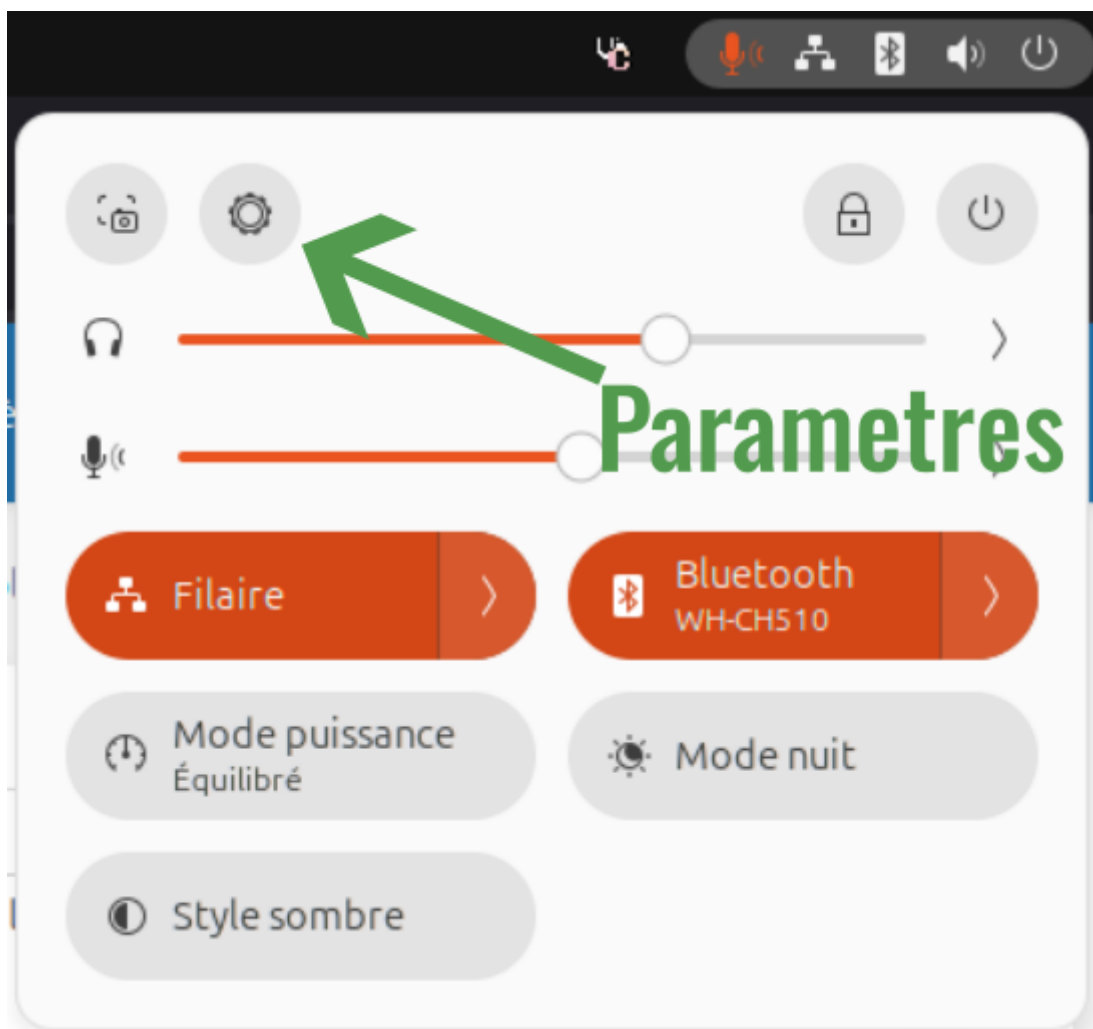 Parametres
Filaire
Bluetooth
WH-CH510
Mode puissance
Équilibré
Mode nuit
Style sombre